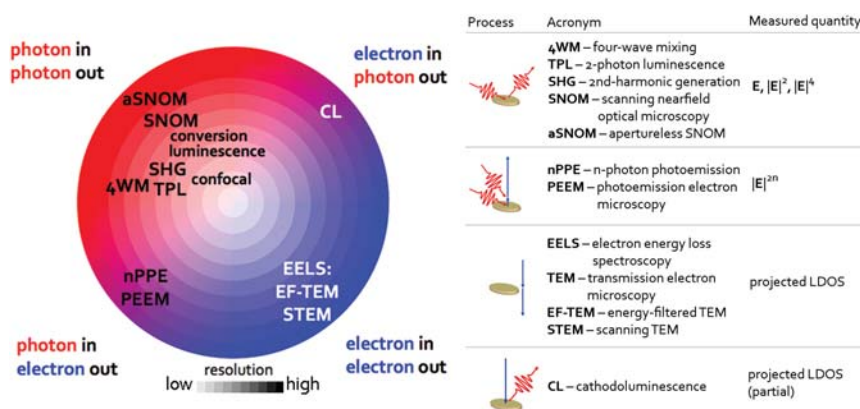 photon in
photon out
electron in
photon out
aSNOM
SNOM
conversion
luminescence
SHG
confocal
4WM TPL
CL
nPPE
PEEM
EELS:
EF-TEM
STEM
photon in
electron out
electron in
electron out
resolution
low high
Process Acronym Measured quantity
4WM – four-wave mixing
TPL – 2-photon luminescence
SHG – 2nd-harmonic generation
SNOM – scanning nearfield
optical microscopy
aSNOM – apertureless SNOM
E, |E|², |E|⁴
nPPE – n-photon photoemission
PEEM – photoemission electron
microscopy
|E|²ⁿ
EELS – electron energy loss
spectroscopy
TEM – transmission electron
microscopy
EF-TEM – energy-filtered TEM
STEM – scanning TEM
projected LDOS
CL – cathodoluminescence
projected LDOS
(partial)